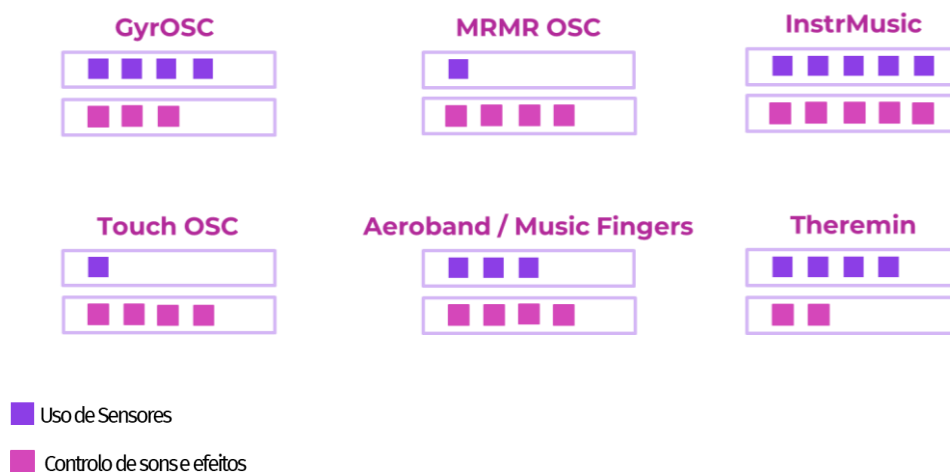 GyrOSC
MRMR OSC
InstrMusic
Touch OSC
Aeroband / Music Fingers
Theremin
Uso de Sensores
Controlo de sons e efeitos